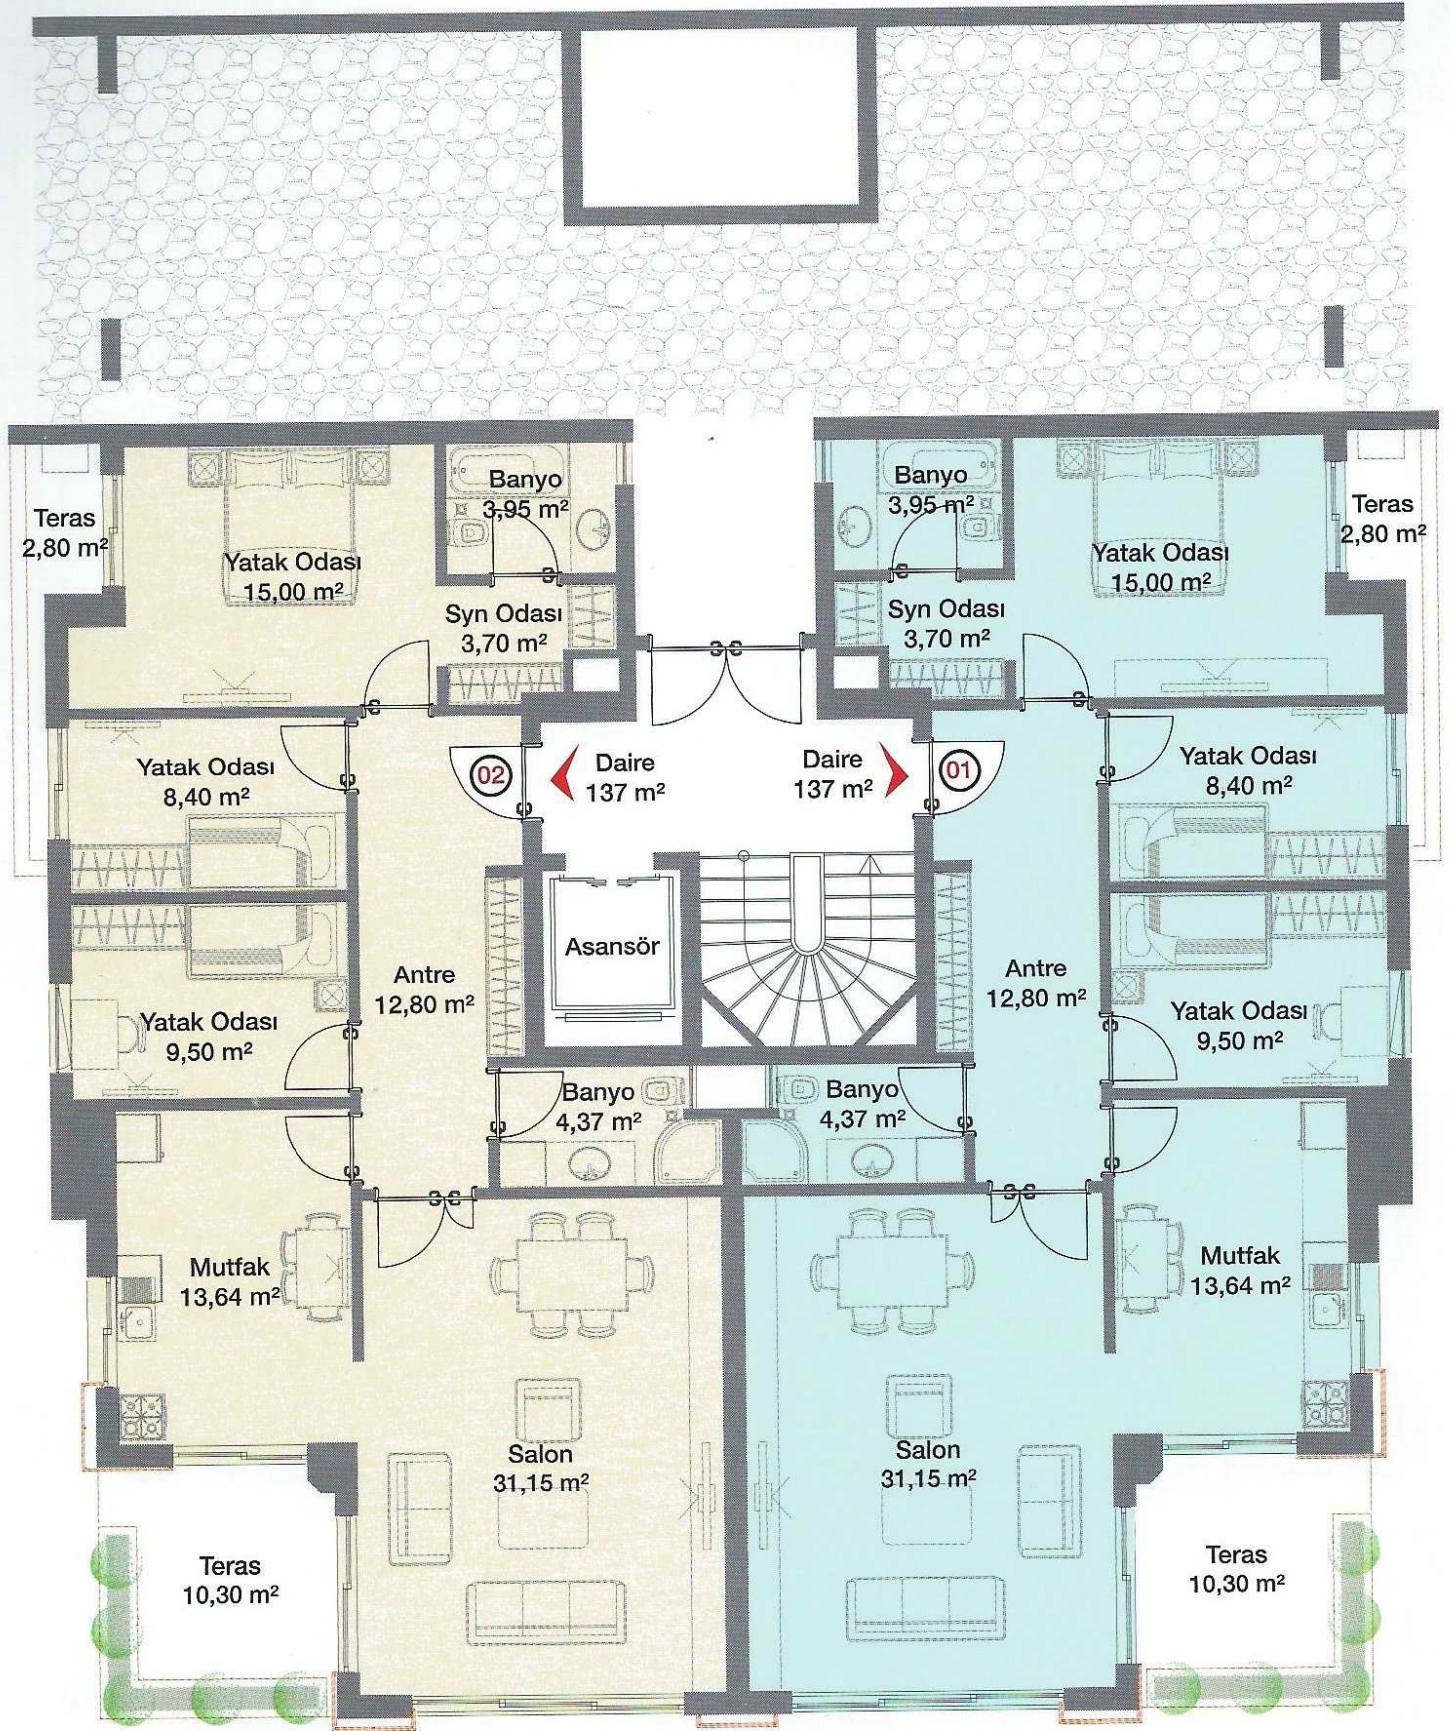 Banyo
3,95 m²
Banyo
3,95 m²
Teras
2,80 m²
Yatak Odası
15,00 m²
Yatak Odası
15,00 m²
Teras
2,80 m²
Syn Odası
3,70 m²
Syn Odası
3,70 m²
Yatak Odası
8,40 m²
02
Daire
137 m²
Daire
137 m²
01
Yatak Odası
8,40 m²
Asansör
Antre
12,80 m²
Antre
12,80 m²
Yatak Odası
9,50 m²
Yatak Odası
9,50 m²
Banyo
4,37 m²
Banyo
4,37 m²
Mutfak
13,64 m²
Mutfak
13,64 m²
Salon
31,15 m²
Salon
31,15 m²
Teras
10,30 m²
Teras
10,30 m²